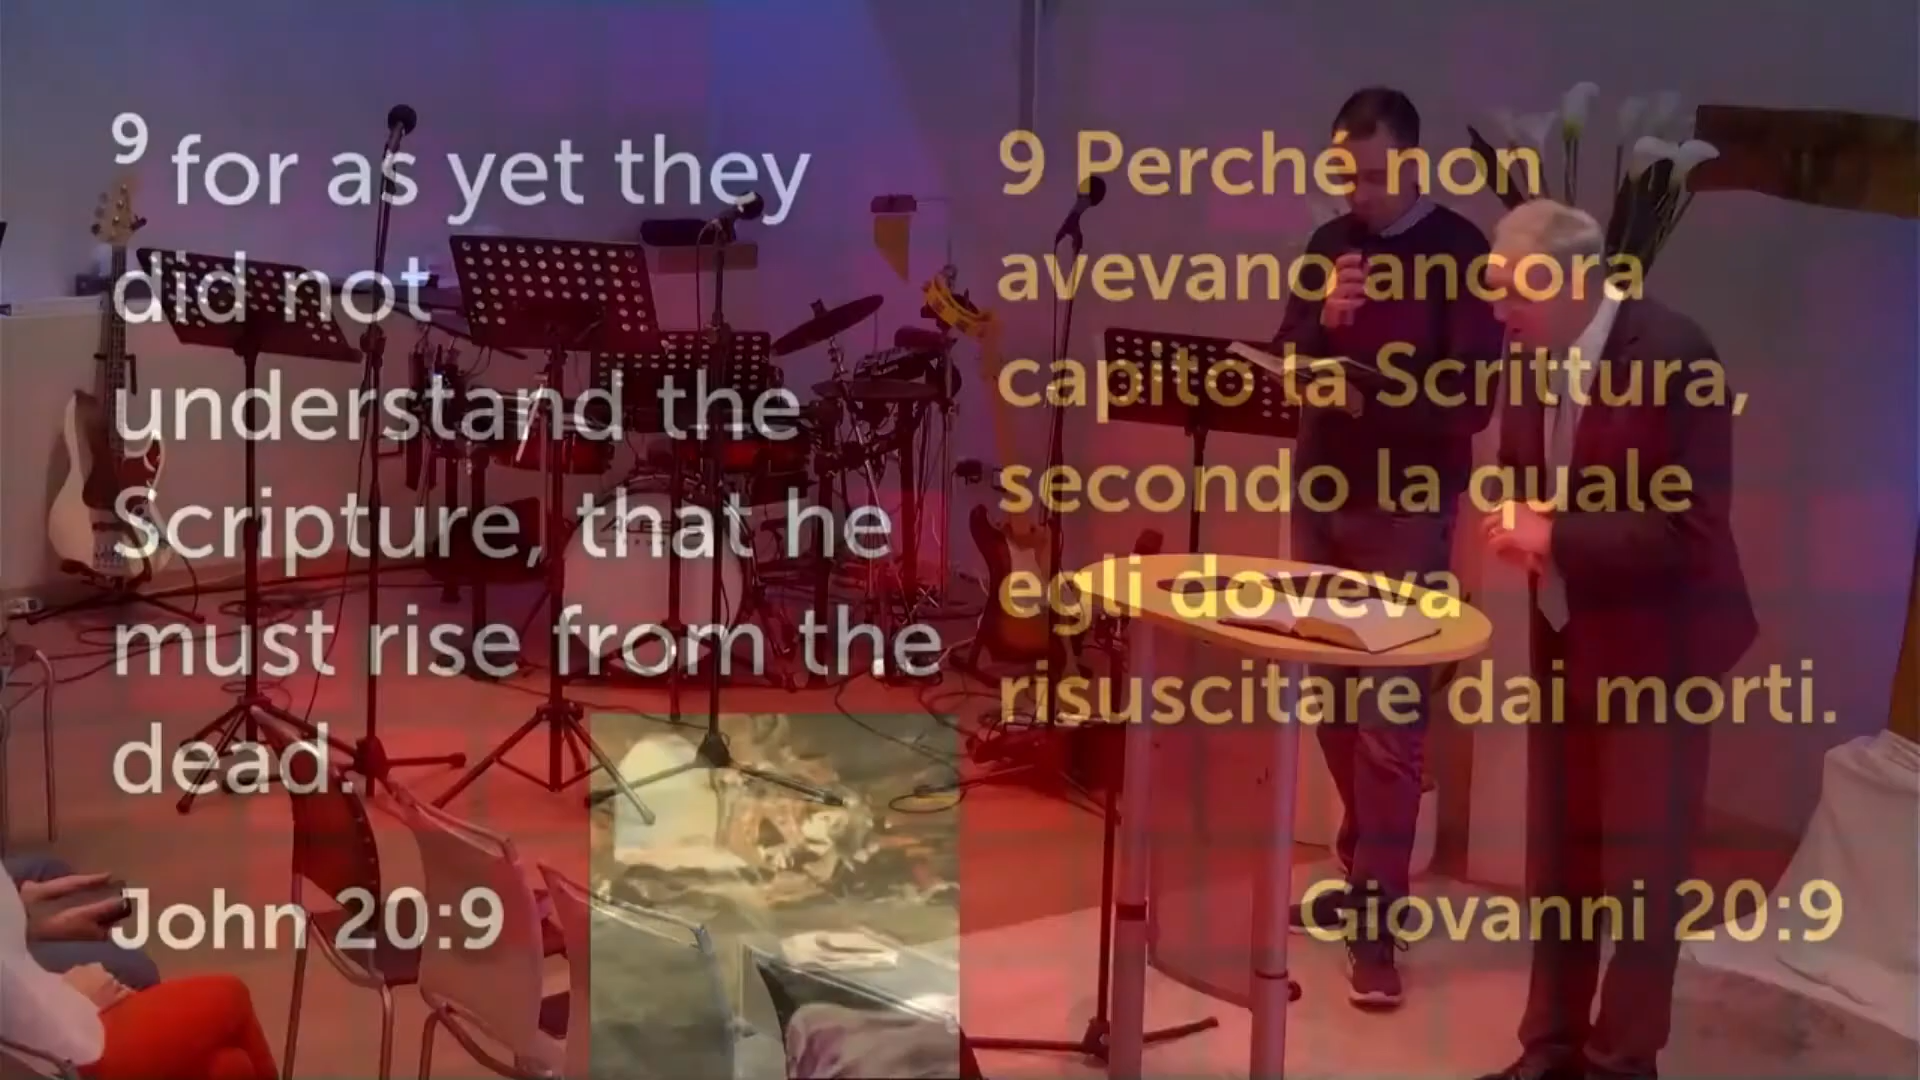 9 for as yet they
did not
understand the
Scripture, that he
must rise from the
dead.
John 20:9
9 Perché non
avevano ancora
capito la Scrittura,
secondo la quale
egli doveva
risuscitare dai morti.
Giovanni 20:9